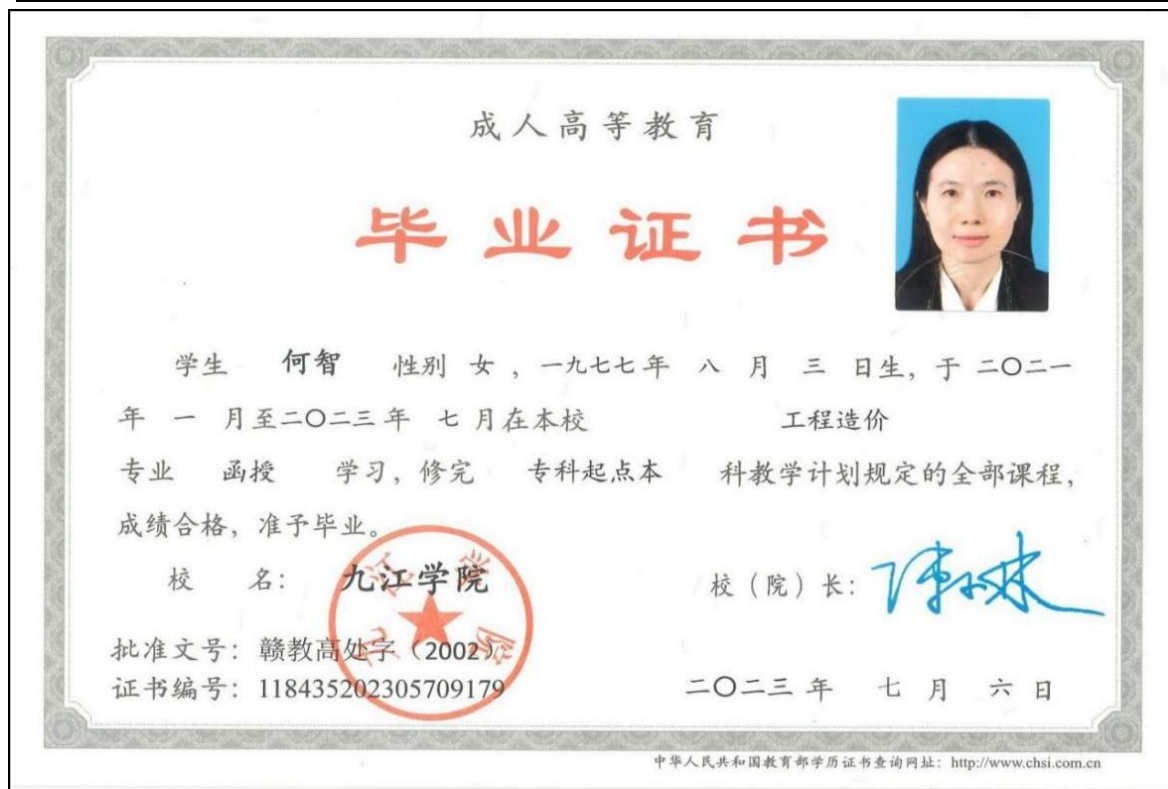 成人高等教育
毕业证书
学生 何智 性别 女，一九七七年 八 月 三 日生，于 二〇二一
年 一 月至二〇二三年 七 月在本校 工程造价
专业 函授 学习，修完 专科起点本 科教学计划规定的全部课程，
成绩合格，准予毕业。
校 名： 九江学院
九江学院
校（院）长：
批准文号：赣教高处字（2002）
证书编号：118435202305709179
二〇二三年 七 月 六 日
中华人民共和国教育部学历证书查询网址：http://www.chsi.com.cn